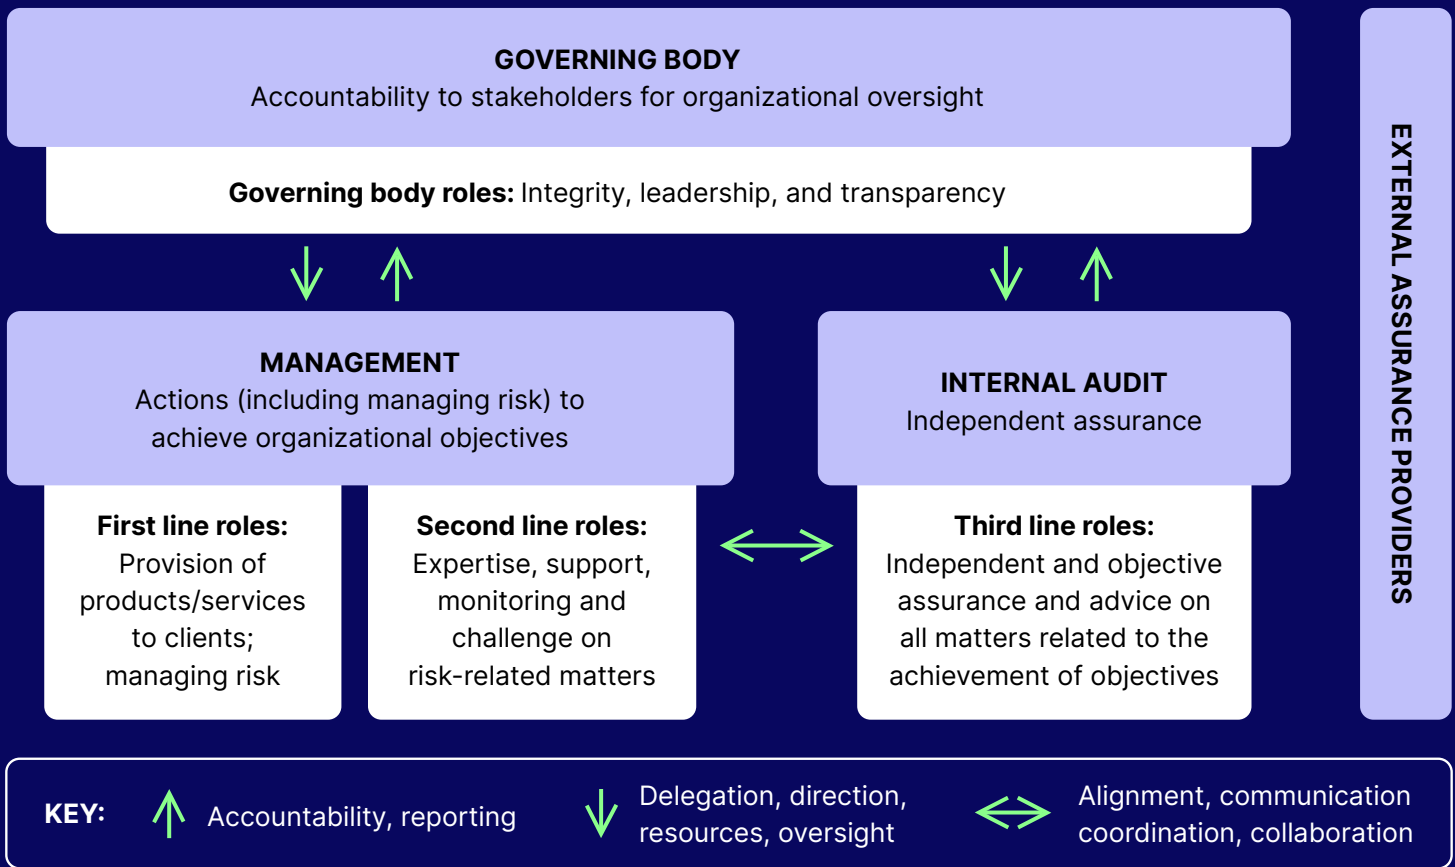 GOVERNING BODY
Accountability to stakeholders for organizational oversight
Governing body roles: Integrity, leadership, and transparency
MANAGEMENT
Actions (including managing risk) to
achieve organizational objectives
First line roles:
Provision of
products/services
to clients;
managing risk
Second line roles:
Expertise, support,
monitoring and
challenge on
risk-related matters
INTERNAL AUDIT
Independent assurance
Third line roles:
Independent and objective
assurance and advice on
all matters related to the
achievement of objectives
EXTERNAL ASSURANCE PROVIDERS
KEY:
Accountability, reporting
Delegation, direction,
resources, oversight
Alignment, communication
coordination, collaboration